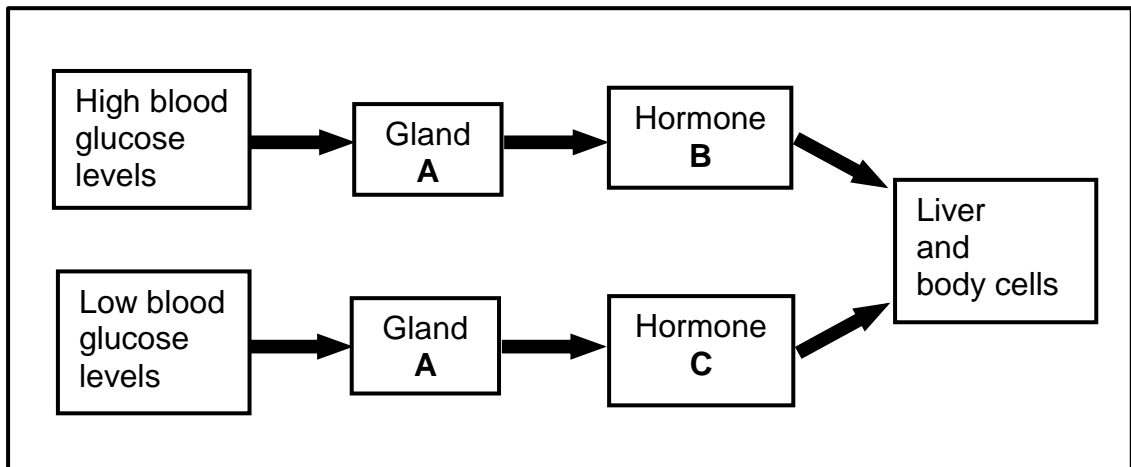 High blood
glucose
levels
Gland
A
Hormone
B
Liver
and
body cells
Low blood
glucose
levels
Gland
A
Hormone
C